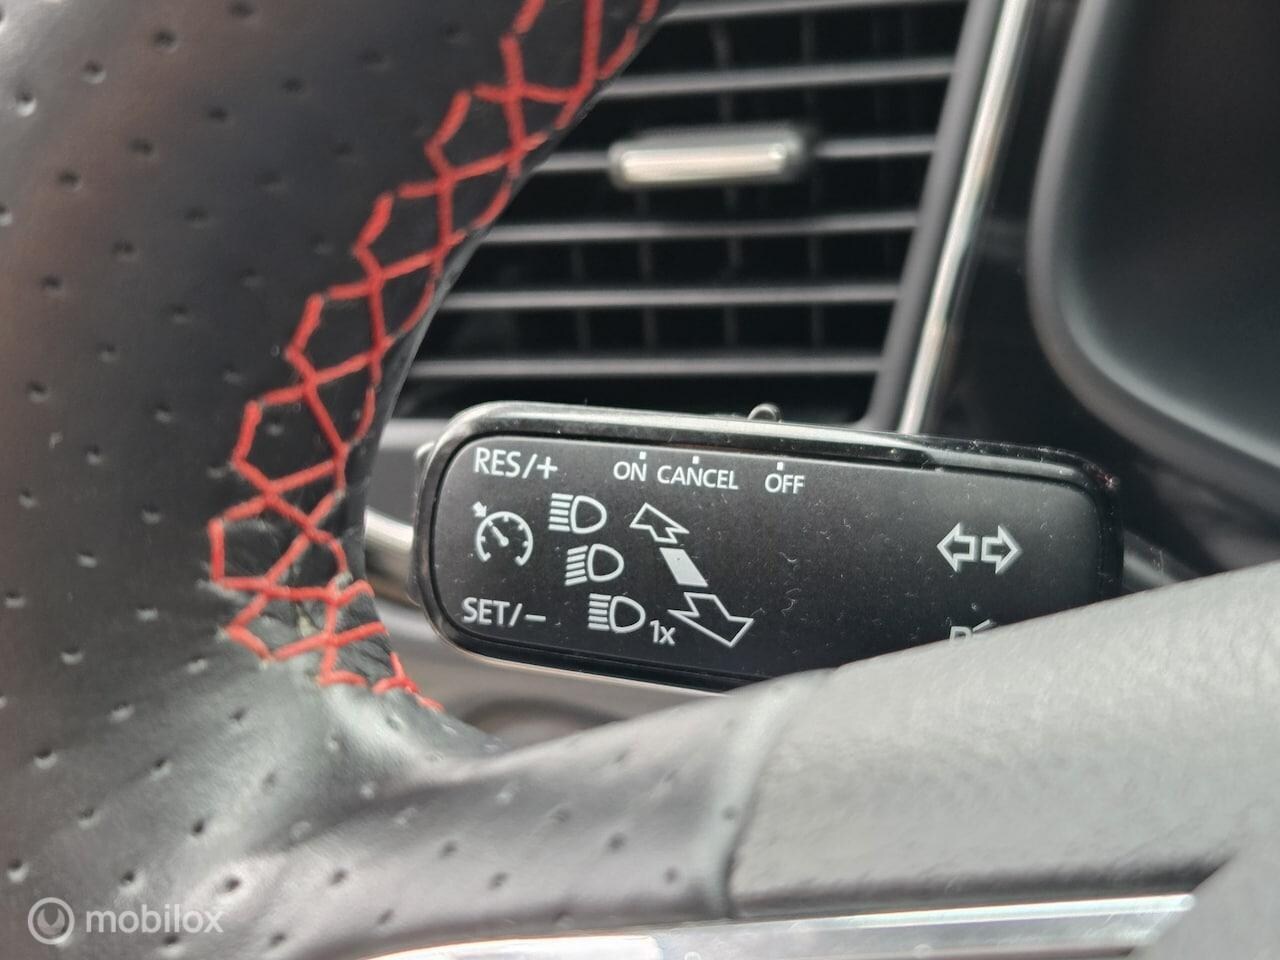 RES/+
ON CANCEL OFF
SET/−
1x
mobilox